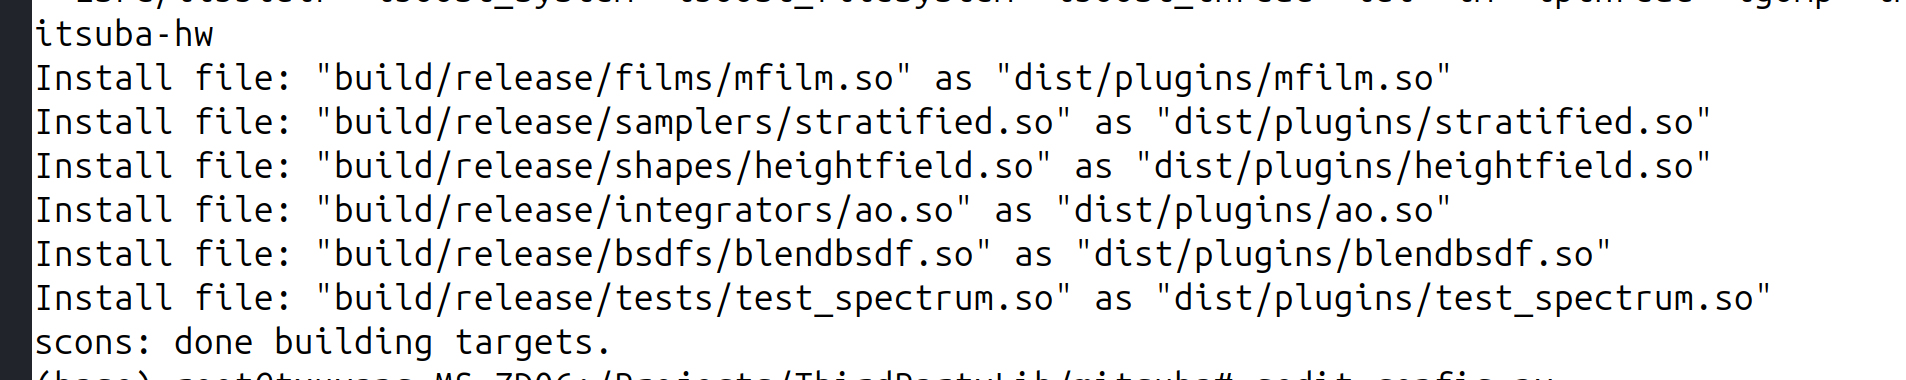 itsuba-hw
Install file: "build/release/films/mfilm.so" as "dist/plugins/mfilm.so"
Install file: "build/release/samplers/stratified.so" as "dist/plugins/stratified.so"
Install file: "build/release/shapes/heightfield.so" as "dist/plugins/heightfield.so"
Install file: "build/release/integrators/ao.so" as "dist/plugins/ao.so"
Install file: "build/release/bsdfs/blendbsdf.so" as "dist/plugins/blendbsdf.so"
Install file: "build/release/tests/test_spectrum.so" as "dist/plugins/test_spectrum.so"
scons: done building targets.